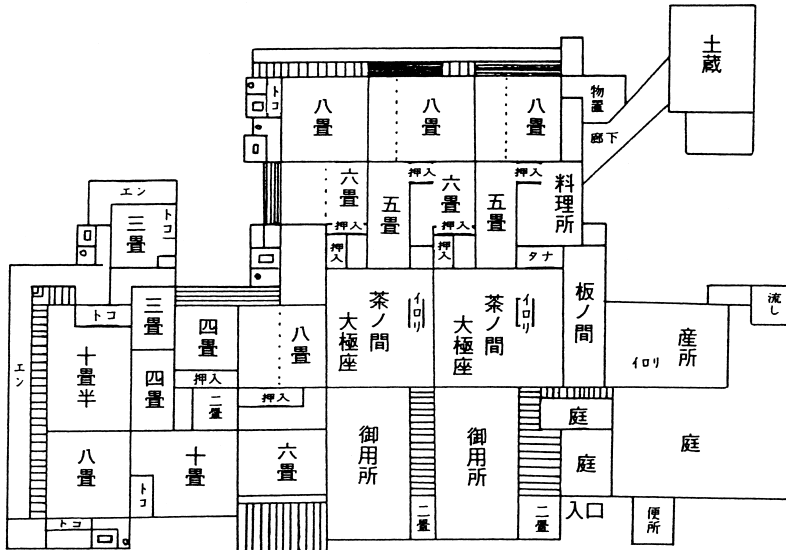 土蔵
トコ
八畳
八畳
八畳
物置
廊下
エン
三畳
トコ
六畳
押入
押入
五畳
押入
六畳
押入
押入
五畳
押入
料理所
タナ
トコ
三畳
四畳
八畳
茶ノ間
大極座
イロリ
茶ノ間
大極座
イロリ
板ノ間
流し
産所
イロリ
エン
十畳半
四畳
押入
二畳
押入
八畳
トコ
トコ
十畳
六畳
御用所
二畳
御用所
二畳
庭
庭
庭
入口
便所